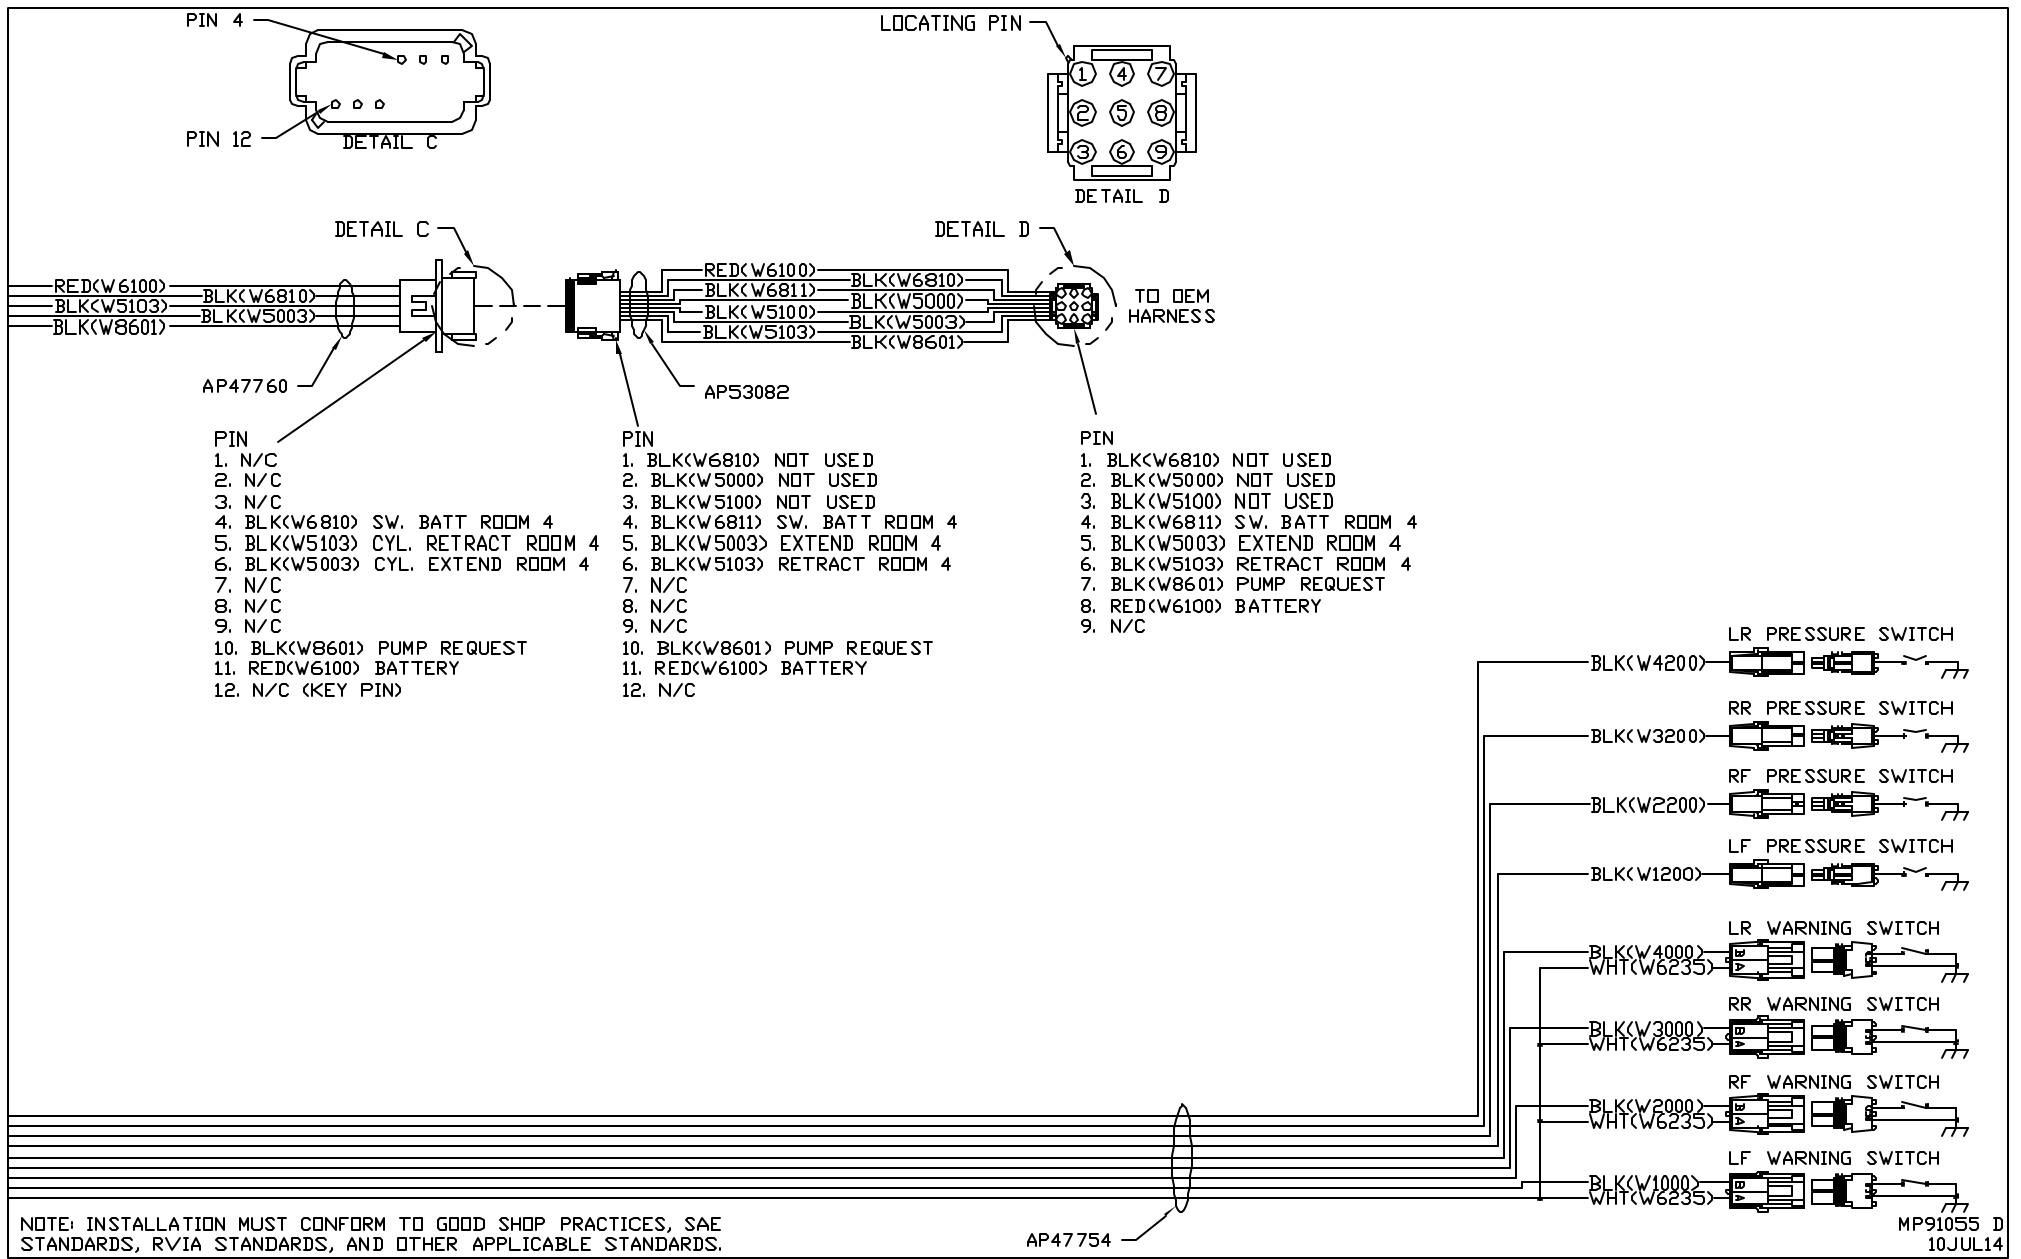 PIN 4
PIN 12
DETAIL C
LOCATING PIN
1 4 7
2 5 8
3 6 9
DETAIL D
DETAIL C
RED(W6100)
BLK(W6810)
BLK(W5103)
BLK(W5003)
BLK(W8601)
AP47760
DETAIL D
RED(W6100)
BLK(W6810)
BLK(W6811)
BLK(W5000)
BLK(W5100)
BLK(W5003)
BLK(W5103)
BLK(W8601)
TO OEM
HARNESS
AP53082
PIN
1. N/C
2. N/C
3. N/C
4. BLK(W6810) SW. BATT ROOM 4
5. BLK(W5103) CYL. RETRACT ROOM 4
6. BLK(W5003) CYL. EXTEND ROOM 4
7. N/C
8. N/C
9. N/C
10. BLK(W8601) PUMP REQUEST
11. RED(W6100) BATTERY
12. N/C (KEY PIN)
PIN
1. BLK(W6810) NOT USED
2. BLK(W5000) NOT USED
3. BLK(W5100) NOT USED
4. BLK(W6811) SW. BATT ROOM 4
5. BLK(W5003) EXTEND ROOM 4
6. BLK(W5103) RETRACT ROOM 4
7. N/C
8. N/C
9. N/C
10. BLK(W8601) PUMP REQUEST
11. RED(W6100) BATTERY
12. N/C
PIN
1. BLK(W6810) NOT USED
2. BLK(W5000) NOT USED
3. BLK(W5100) NOT USED
4. BLK(W6811) SW. BATT ROOM 4
5. BLK(W5003) EXTEND ROOM 4
6. BLK(W5103) RETRACT ROOM 4
7. BLK(W8601) PUMP REQUEST
8. RED(W6100) BATTERY
9. N/C
LR PRESSURE SWITCH
BLK(W4200)
RR PRESSURE SWITCH
BLK(W3200)
RF PRESSURE SWITCH
BLK(W2200)
LF PRESSURE SWITCH
BLK(W1200)
LR WARNING SWITCH
BLK(W4000) B
WHT(W6235) A
RR WARNING SWITCH
BLK(W3000) B
WHT(W6235) A
RF WARNING SWITCH
BLK(W2000) B
WHT(W6235) A
LF WARNING SWITCH
BLK(W1000) B
WHT(W6235) A
AP47754
NOTE: INSTALLATION MUST CONFORM TO GOOD SHOP PRACTICES, SAE
STANDARDS, RVIA STANDARDS, AND OTHER APPLICABLE STANDARDS.
MP91055 D
10JUL14